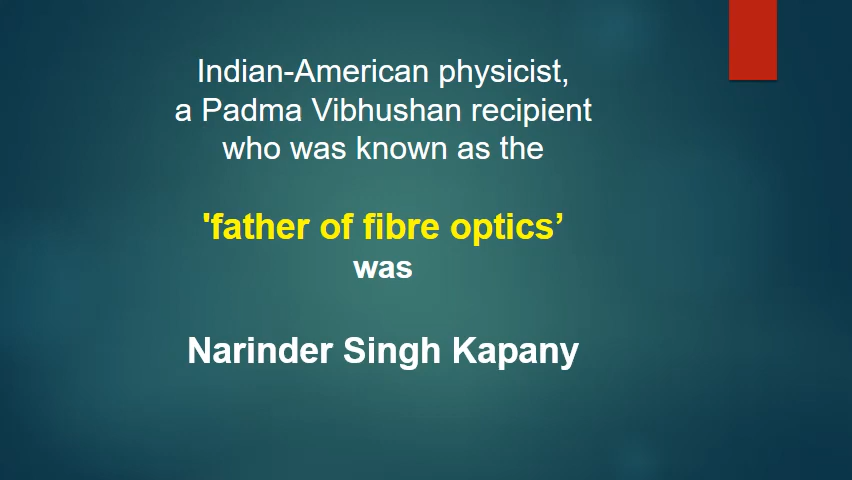 Indian-American physicist,
a Padma Vibhushan recipient
who was known as the
'father of fibre optics’
was
Narinder Singh Kapany